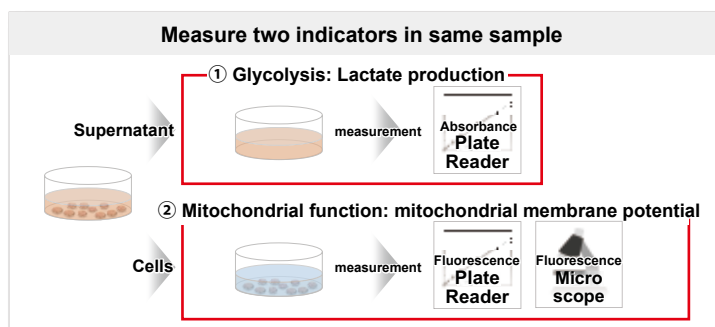 Measure two indicators in same sample
① Glycolysis: Lactate production
Supernatant
measurement
Absorbance
Plate
Reader
② Mitochondrial function: mitochondrial membrane potential
Cells
measurement
Fluorescence
Plate
Reader
Fluorescence
Micro
scope